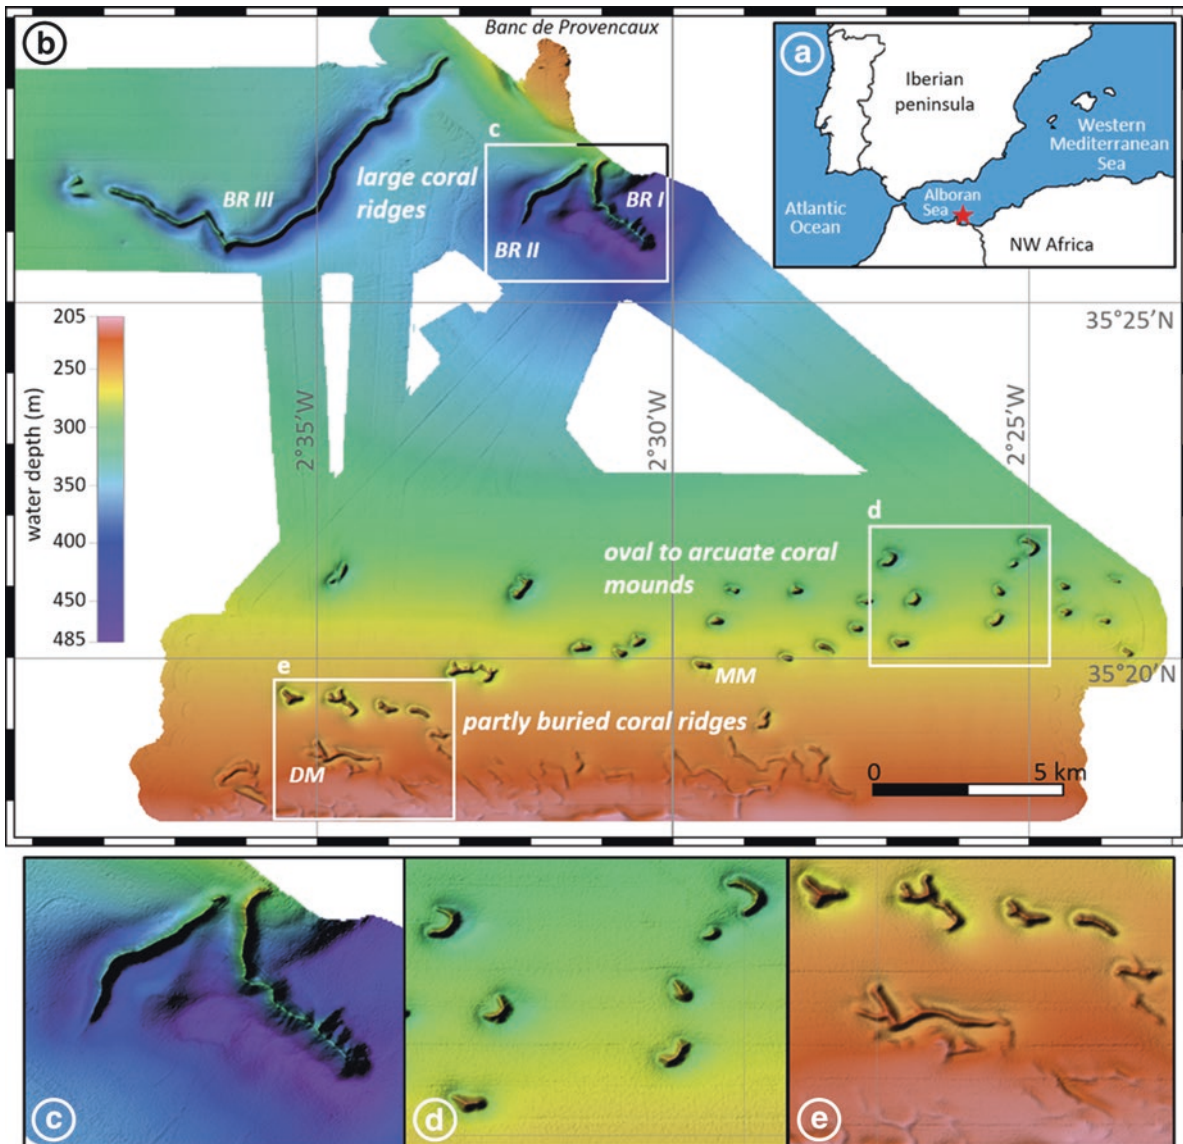 b
Banc de Provencaux
a
Iberian
peninsula
Western
Mediterranean
Sea
Alboran
Sea
Atlantic
Ocean
NW Africa
c
large coral
ridges
BR III
BR I
BR II
35°25'N
205
250
300
350
400
450
485
water depth (m)
2°35'W
2°30'W
2°25'W
d
oval to arcuate coral
mounds
35°20'N
MM
e
partly buried coral ridges
DM
0
5 km
c
d
e